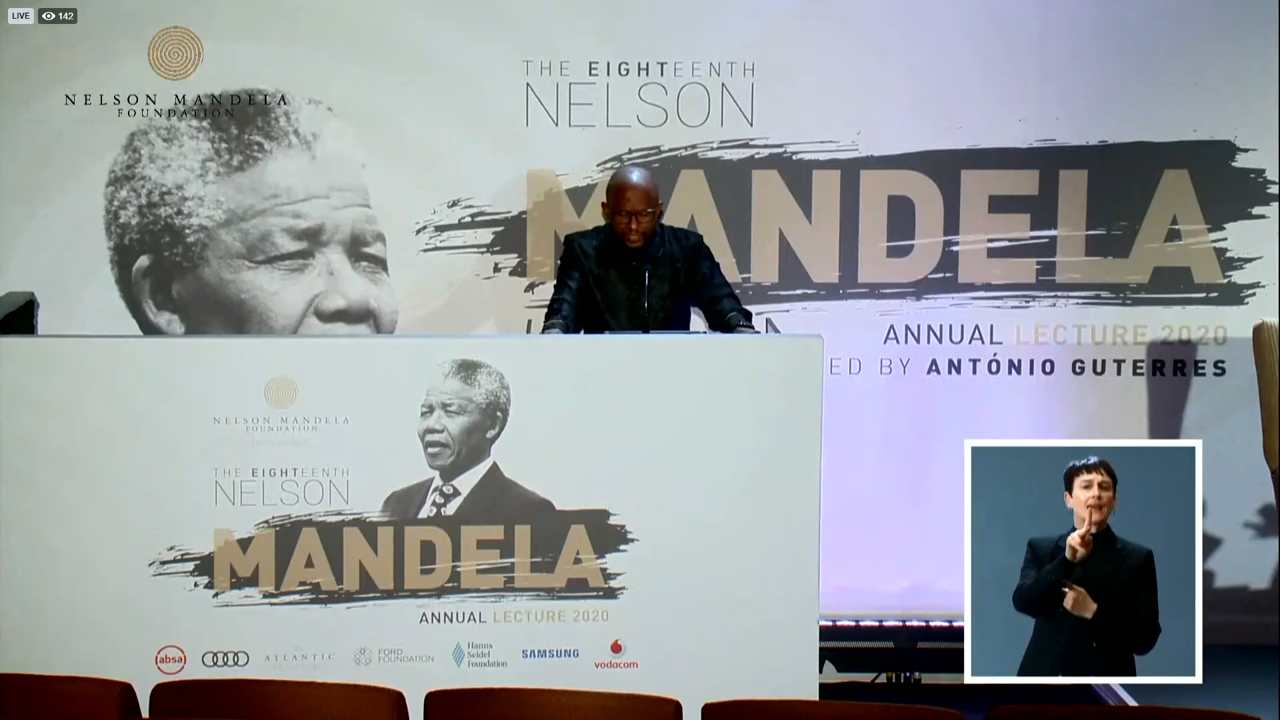 LIVE 142
NELSON MANDELA
FOUNDATION
THE EIGHTEENTH
NELSON
MANDELA
ANNUAL LECTURE 2020
ED BY ANTÓNIO GUTERRES
NELSON MANDELA
FOUNDATION
THE EIGHTEENTH
NELSON
MANDELA
ANNUAL LECTURE 2020
absa
The
ATLANTIC
FORD
FOUNDATION
Hanns
Seidel
Foundation
SAMSUNG
vodacom